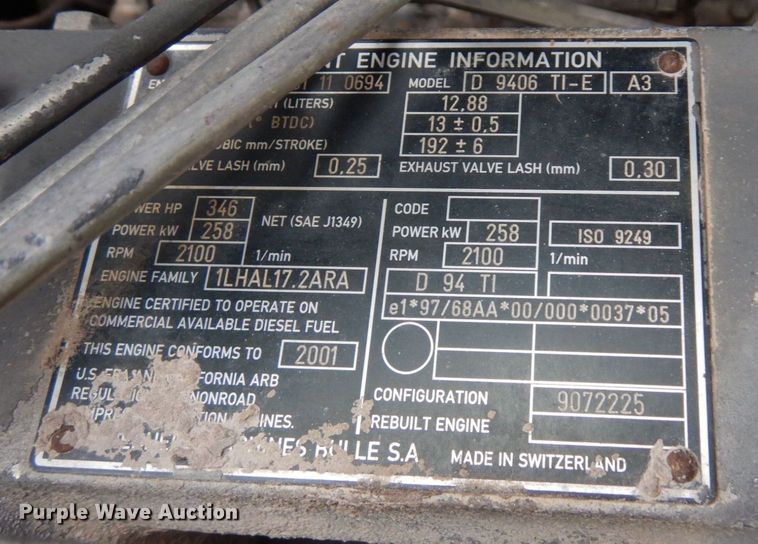 ENGINE INFORMATION
11 0694 MODEL D 9406 TI-E A3
(LITERS) 12,88
(° BTDC) 13 ± 0.5
mm/STROKE) 192 ± 6
LASH (mm) 0,25 EXHAUST VALVE LASH (mm) 0,30
POWER HP 346 NET (SAE J1349)
POWER kW 258
RPM 2100 1/min
ENGINE FAMILY 1LHAL17.2ARA
ENGINE CERTIFIED TO OPERATE ON
COMMERCIAL AVAILABLE DIESEL FUEL
THIS ENGINE CONFORMS TO 2001
U.S. ARB
NONROAD
CODE
POWER kW 258 ISO 9249
RPM 2100 1/min
D 94 TI
e1*97/68AA*00/000*0037*05
CONFIGURATION 9072225
REBUILT ENGINE
BULLE S.A. MADE IN SWITZERLAND
Purple Wave Auction